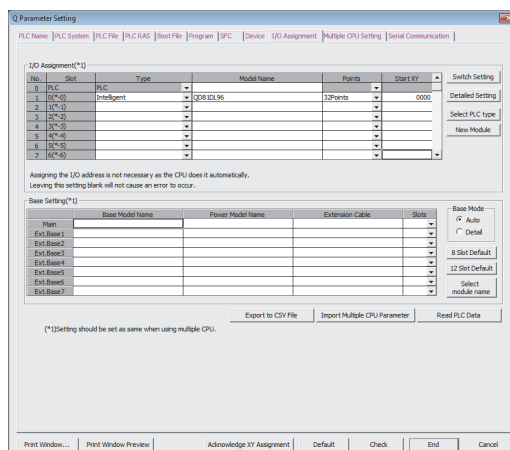 Q Parameter Setting
PLC Name PLC System PLC File PLC RAS Boot File Program SFC Device I/O Assignment Multiple CPU Setting Serial Communication
I/O Assignment(*1)
No. Slot Type Model Name Points Start XY
0 PLC PLC
1 0(*-0) Intelligent QD81DL96 32Points 0000
2 1(*-1)
3 2(*-2)
4 3(*-3)
5 4(*-4)
6 5(*-5)
7 6(*-6)
Switch Setting
Detailed Setting
Select PLC type
New Module
Assigning the I/O address is not necessary as the CPU does it automatically.
Leaving this setting blank will not cause an error to occur.
Base Setting(*1)
Base Model Name Power Model Name Extension Cable Slots
Main
Ext.Base1
Ext.Base2
Ext.Base3
Ext.Base4
Ext.Base5
Ext.Base6
Ext.Base7
Base Mode
Auto
Detail
8 Slot Default
12 Slot Default
Select
module name
Export to CSV File Import Multiple CPU Parameter Read PLC Data
(*1)Setting should be set as same when using multiple CPU.
Print Window... Print Window Preview Acknowledge XY Assignment Default Check End Cancel